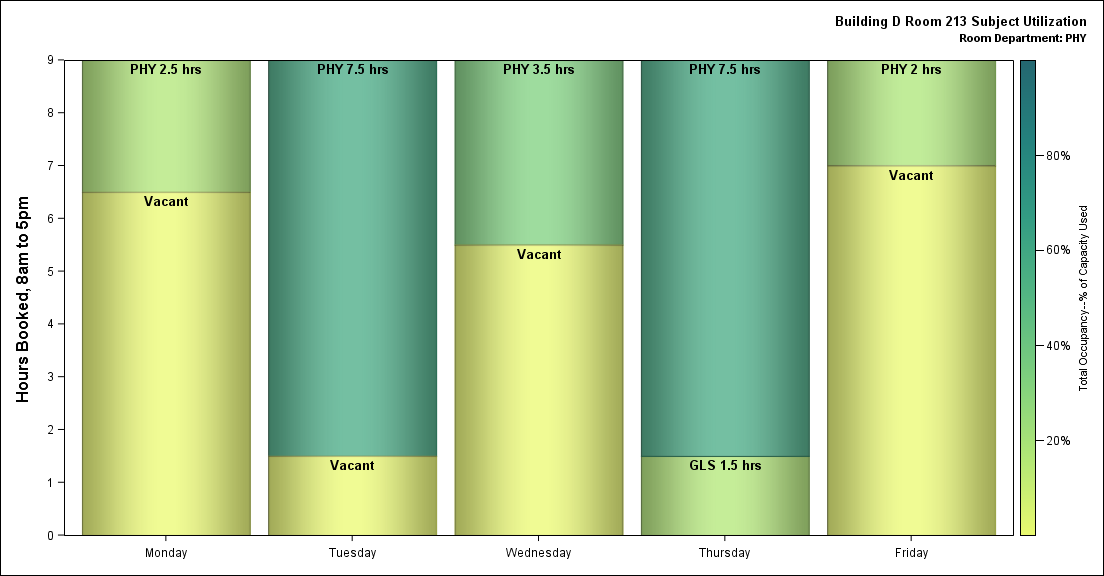 Building D Room 213 Subject Utilization
Room Department: PHY
Hours Booked, 8am to 5pm
9
8
7
6
5
4
3
2
1
0
PHY 2.5 hrs
Vacant
PHY 7.5 hrs
Vacant
PHY 3.5 hrs
Vacant
PHY 7.5 hrs
GLS 1.5 hrs
PHY 2 hrs
Vacant
Monday
Tuesday
Wednesday
Thursday
Friday
80%
60%
40%
20%
Total Occupancy--% of Capacity Used